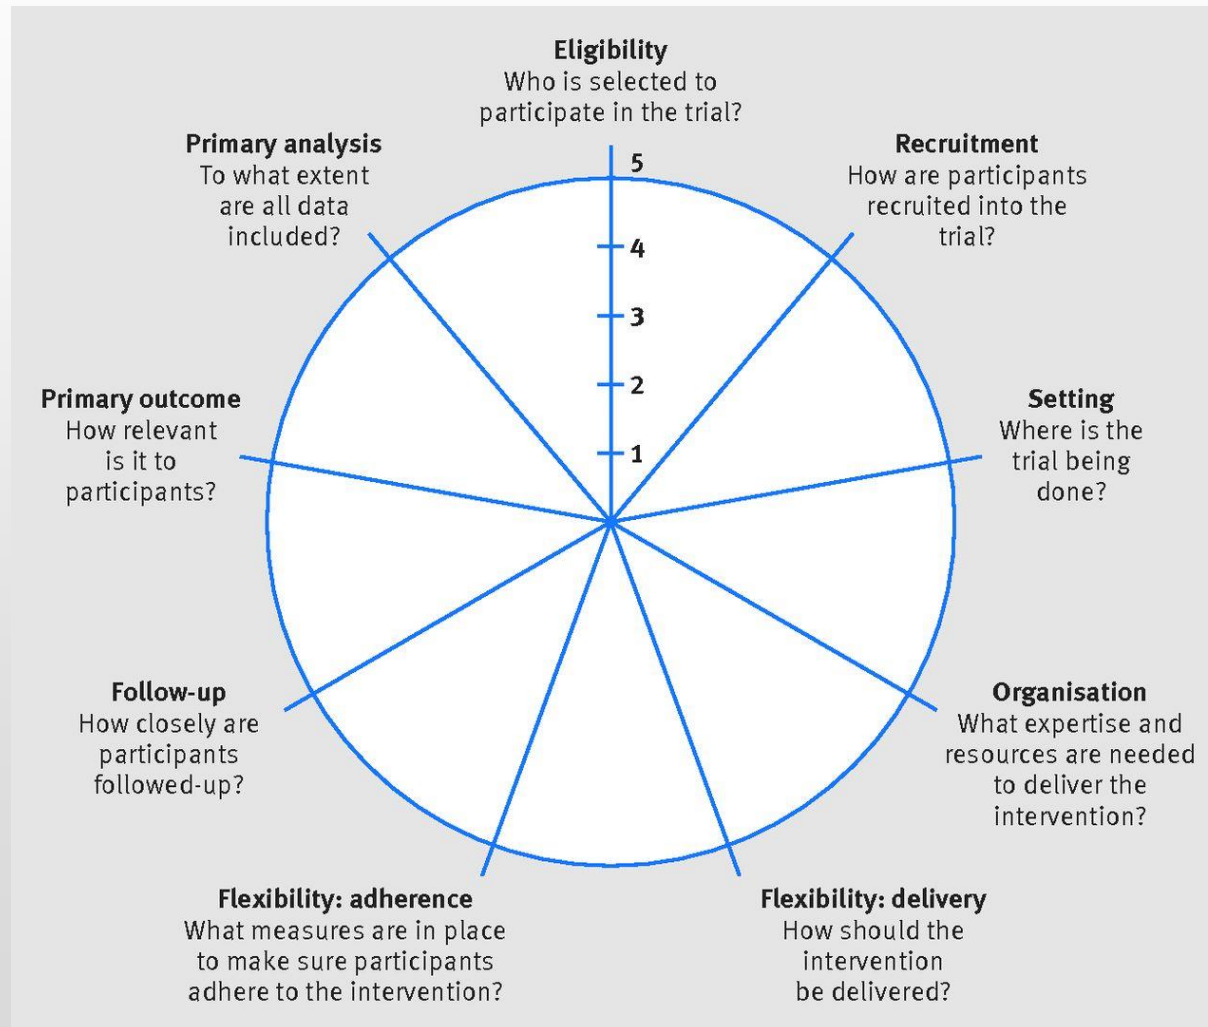 Eligibility
Who is selected to
participate in the trial?
Recruitment
How are participants
recruited into the
trial?
Setting
Where is the
trial being
done?
Organisation
What expertise and
resources are needed
to deliver the
intervention?
Flexibility: delivery
How should the
intervention
be delivered?
Flexibility: adherence
What measures are in place
to make sure participants
adhere to the intervention?
Follow-up
How closely are
participants
followed-up?
Primary outcome
How relevant
is it to
participants?
Primary analysis
To what extent
are all data
included?
5
4
3
2
1